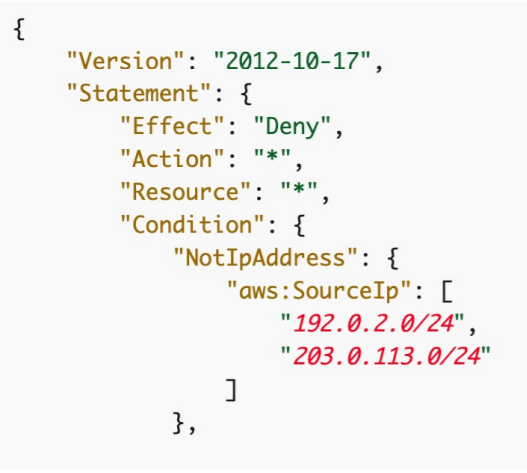 {
"Version": "2012-10-17",
"Statement": {
"Effect": "Deny",
"Action": "*",
"Resource": "*",
"Condition": {
"NotIpAddress": {
"aws:SourceIp": [
"192.0.2.0/24",
"203.0.113.0/24"
]
},